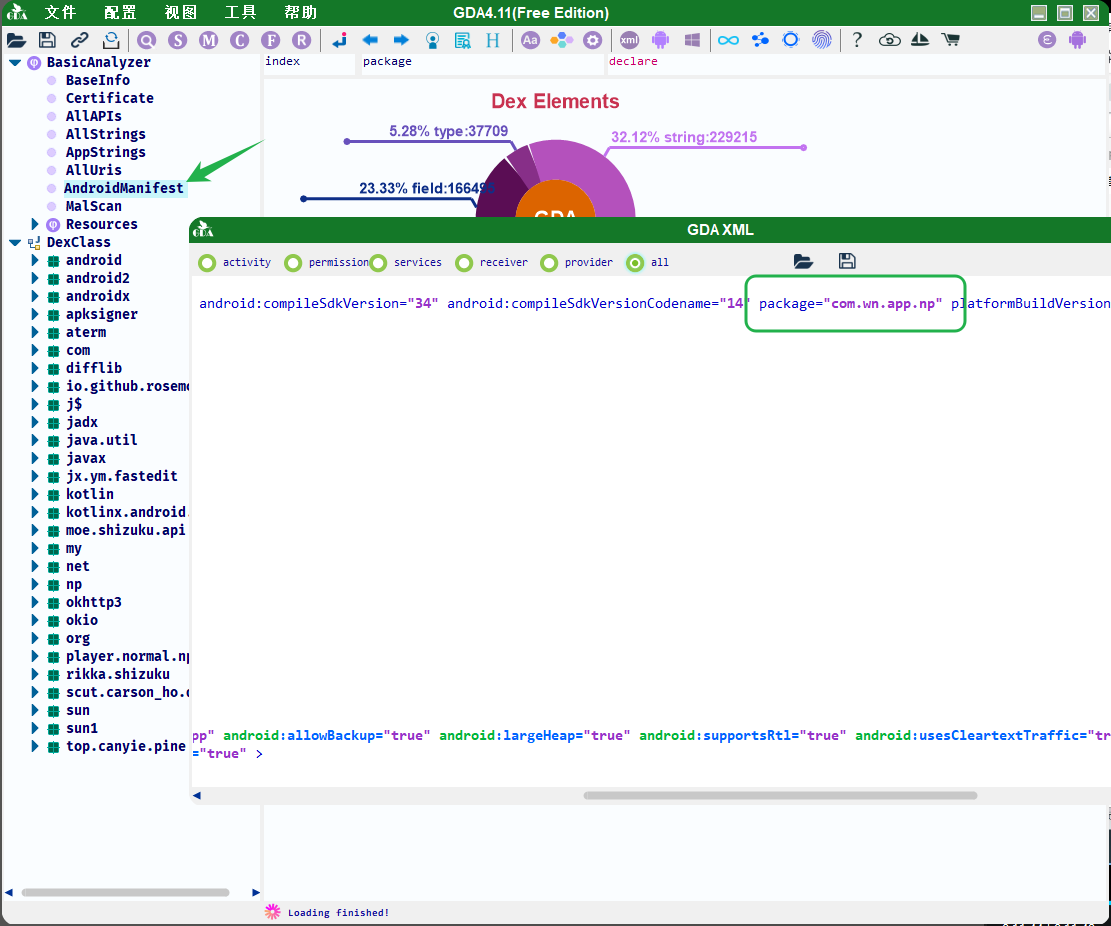 GDA 文件 配置 视图 工具 帮助 GDA4.11(Free Edition)
Q S M C F R H Aa xml ? ε
BasicAnalyzer
BaseInfo
Certificate
AllAPIs
AllStrings
AppStrings
AllUris
AndroidManifest
MalScan
Resources
DexClass
android
android2
androidx
apksigner
aterm
com
difflib
io.github.rosemo
j$
jadx
java.util
javax
jx.ym.fastedit
kotlin
kotlinx.android.
moe.shizuku.api
my
net
np
okhttp3
okio
org
player.normal.np
rikka.shizuku
scut.carson_ho.d
sun
sun1
top.canyie.pine
index package declare
Dex Elements
5.28% type:37709
32.12% string:229215
23.33% field:166495
GDA
GDA GDA XML
activity permission services receiver provider all
android:compileSdkVersion="34" android:compileSdkVersionCodename="14" package="com.wn.app.np" platformBuildVersion
pp" android:allowBackup="true" android:largeHeap="true" android:supportsRtl="true" android:usesCleartextTraffic="tr
="true" >
Loading finished!